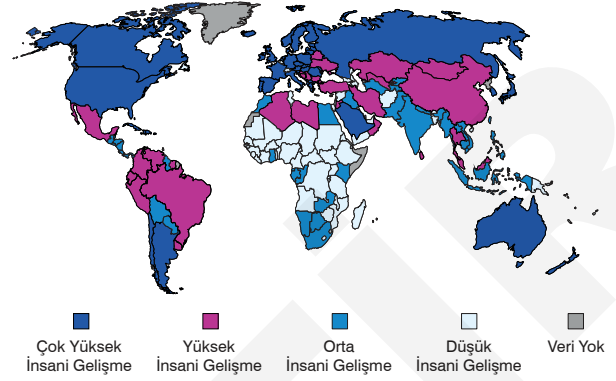 Çok Yüksek
İnsani Gelişme
Yüksek
İnsani Gelişme
Orta
İnsani Gelişme
Düşük
İnsani Gelişme
Veri Yok